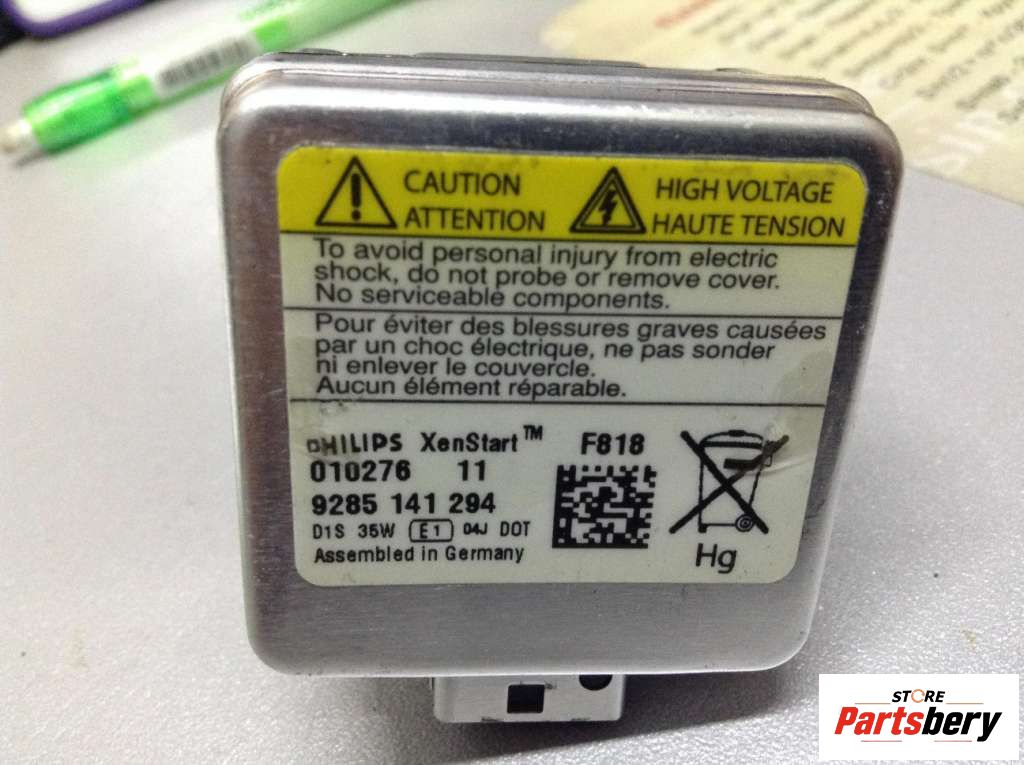 CAUTION
ATTENTION
HIGH VOLTAGE
HAUTE TENSION
To avoid personal injury from electric
shock, do not probe or remove cover.
No serviceable components.
Pour éviter des blessures graves causées
par un choc électrique, ne pas sonder
ni enlever le couvercle.
Aucun élément réparable.
PHILIPS XenStart™
010276 11
9285 141 294
D1S 35W E1 04J DOT
Assembled in Germany
F818
Hg
STORE
Partsbery